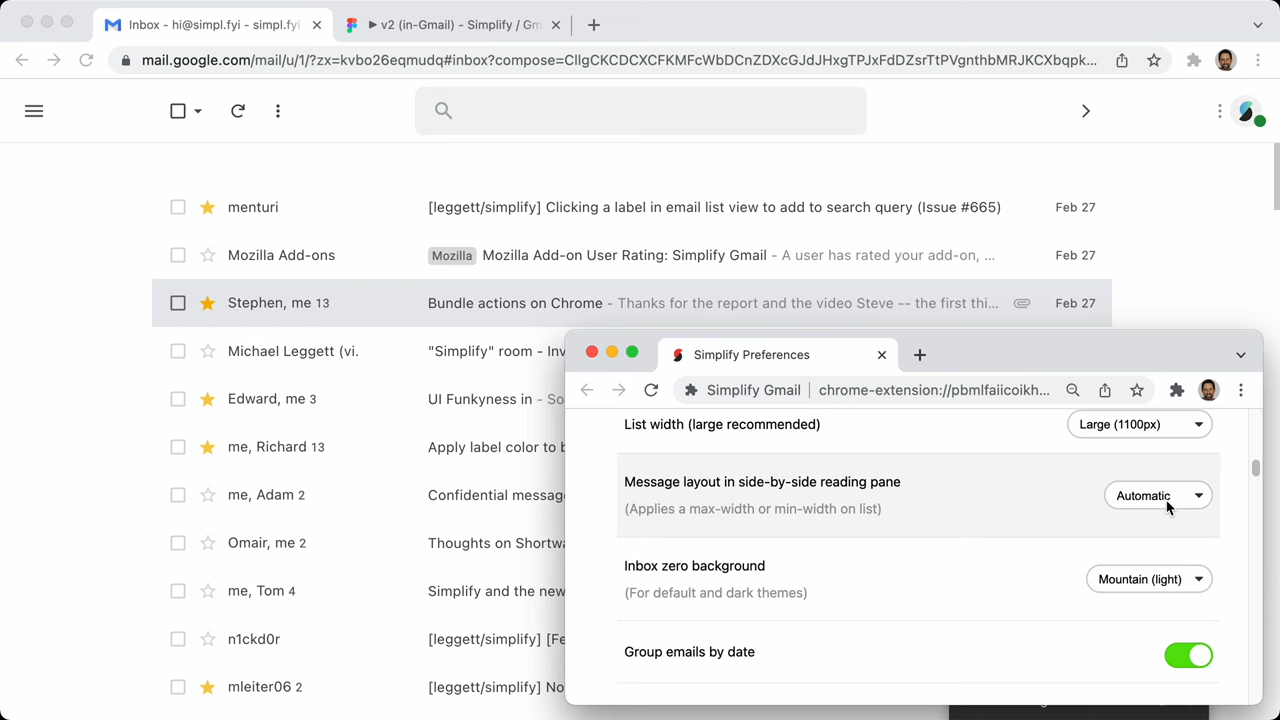 Inbox - hi@simpl.fyi - simpl.fyi
▶ v2 (in-Gmail) - Simplify / Gm
mail.google.com/mail/u/1/?zx=kvbo26eqmudq#inbox?compose=CllgCKCDCXCFKMFcWbDCnZDXcGJdJHxgTPJxFdDZsrTtPVgnthbMRJKCXbqpk...
menturi [leggett/simplify] Clicking a label in email list view to add to search query (Issue #665) Feb 27
Mozilla Add-ons Mozilla Mozilla Add-on User Rating: Simplify Gmail - A user has rated your add-on, ... Feb 27
Stephen, me 13 Bundle actions on Chrome - Thanks for the report and the video Steve -- the first thi... Feb 27
Michael Leggett (vi. "Simplify" room - Inv
Edward, me 3 UI Funkyness in - So
me, Richard 13 Apply label color to b
me, Adam 2 Confidential messag
Omair, me 2 Thoughts on Shortwa
me, Tom 4 Simplify and the new
n1ckd0r [leggett/simplify] [Fe
mleiter06 2 [leggett/simplify] No
Simplify Preferences
Simplify Gmail chrome-extension://pbmlfaiicoikh...
List width (large recommended) Large (1100px)
Message layout in side-by-side reading pane
(Applies a max-width or min-width on list)
Automatic
Inbox zero background
(For default and dark themes)
Mountain (light)
Group emails by date